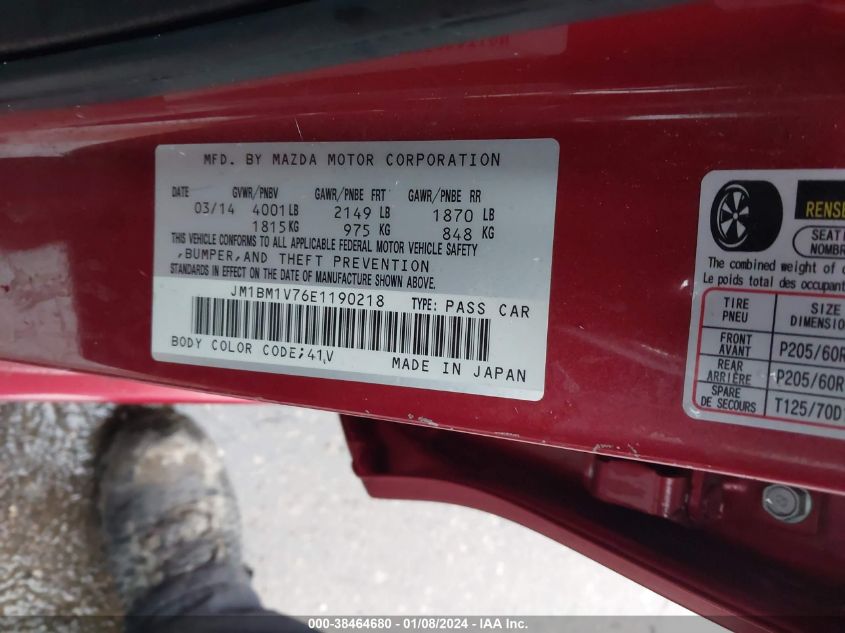 MFD. BY MAZDA MOTOR CORPORATION
DATE GVWR/PNBV GAWR/PNBE FRT GAWR/PNBE RR
03/14 4001 LB 2149 LB 1870 LB
1815 KG 975 KG 848 KG
THIS VEHICLE CONFORMS TO ALL APPLICABLE FEDERAL MOTOR VEHICLE SAFETY
,BUMPER,AND THEFT PREVENTION
STANDARDS IN EFFECT ON THE DATE OF MANUFACTURE SHOWN ABOVE.
JM1BM1V76E1190218 TYPE: PASS CAR
BODY COLOR CODE;41V
MADE IN JAPAN
RENSE
SEATI
NOMBR
The combined weight of
Le poids total des occupant
TIRE SIZE
PNEU DIMENSION
FRONT
AVANT P205/60R
REAR
ARRIÈRE P205/60R
SPARE
DE SECOURS T125/70D
000-38464680 - 01/08/2024 - IAA Inc.